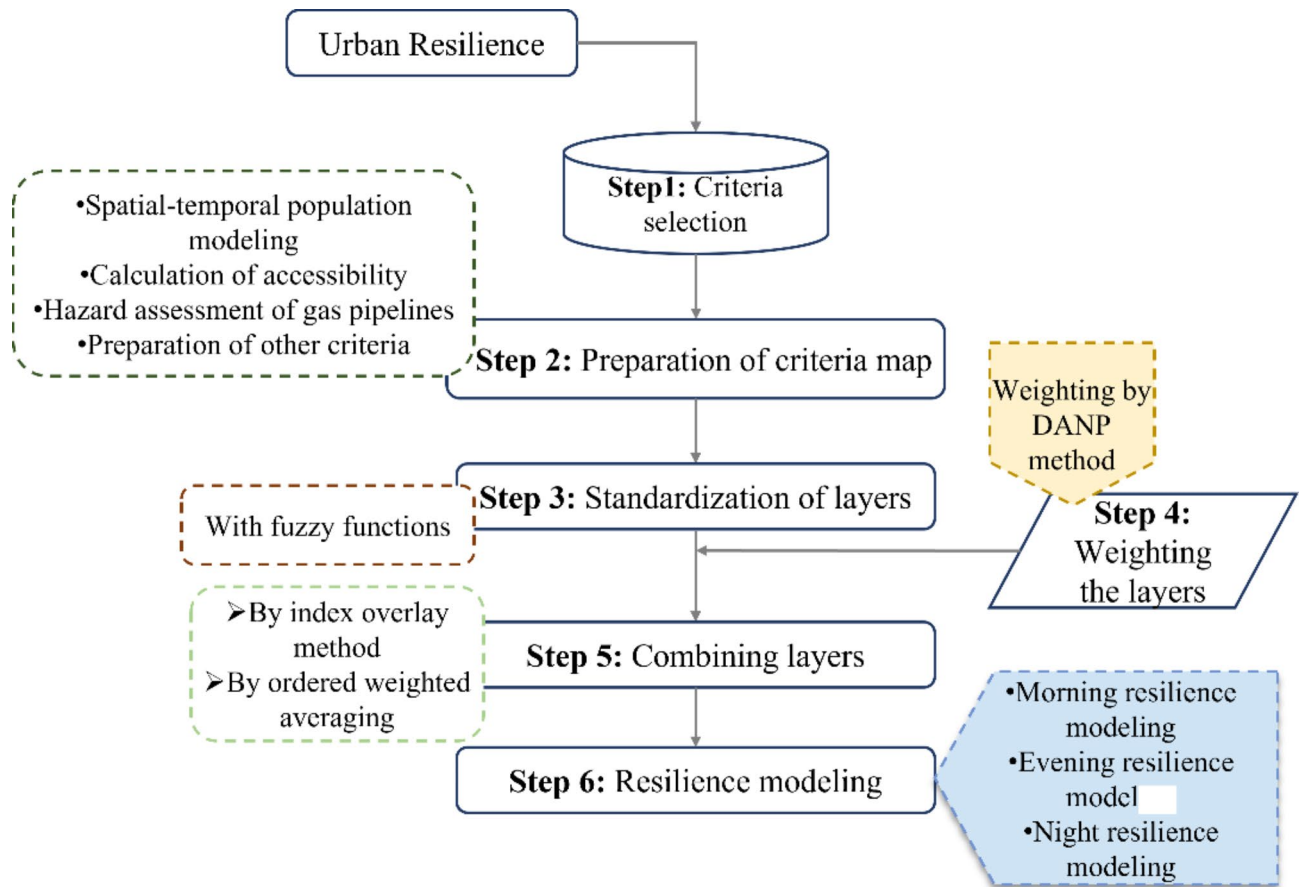 Urban Resilience
Step1: Criteria
selection
•Spatial-temporal population
modeling
•Calculation of accessibility
•Hazard assessment of gas pipelines
•Preparation of other criteria
Step 2: Preparation of criteria map
Weighting by
DANP
method
Step 3: Standardization of layers
With fuzzy functions
Step 4:
Weighting
the layers
➤By index overlay
method
➤By ordered weighted
averaging
Step 5: Combining layers
•Morning resilience
modeling
•Evening resilience
•Night resilience
modeling
Step 6: Resilience modeling